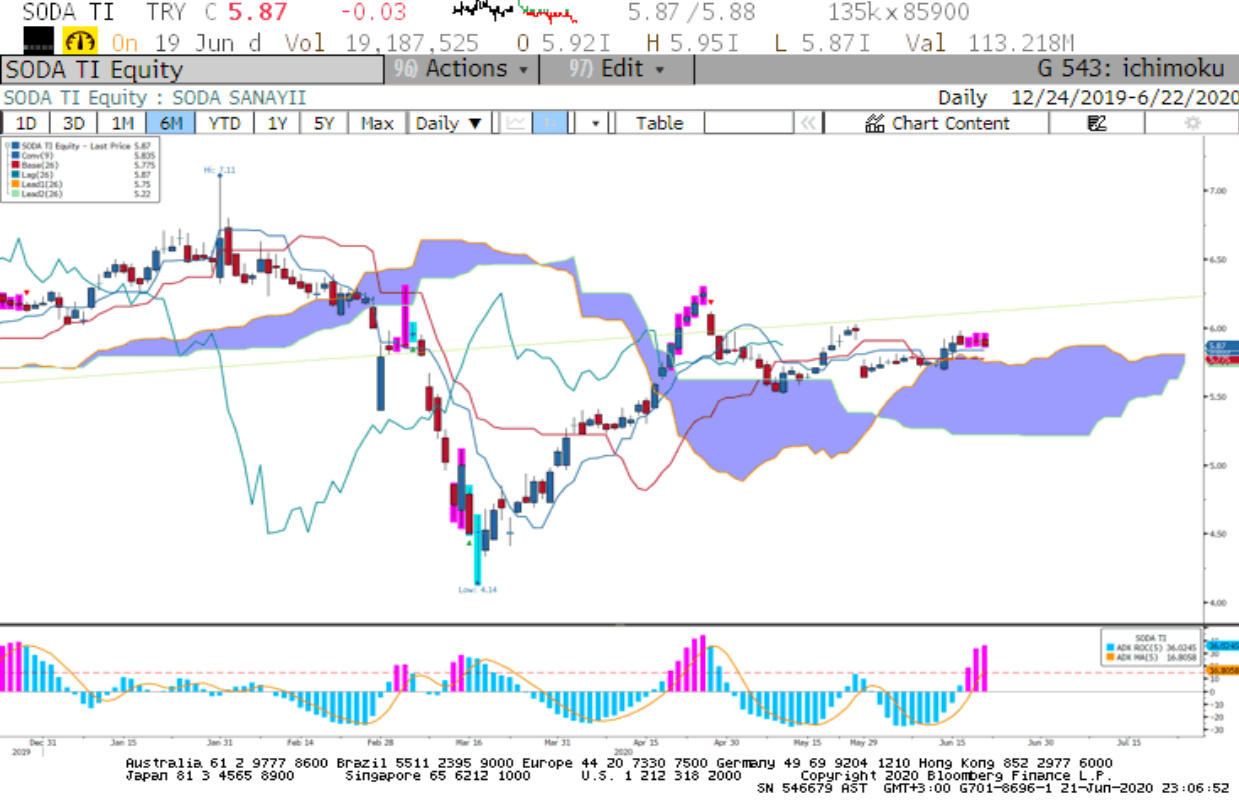 SODA TI TRY C 5.87 -0.03 5.87/5.88 135k x 85900
On 19 Jun d Vol 19,187,525 O 5.92I H 5.95I L 5.87I Val 113.218M
SODA TI Equity 96) Actions 97) Edit G 543: ichimoku
SODA TI Equity : SODA SANAYII Daily 12/24/2019-6/22/2020
1D 3D 1M 6M YTD 1Y 5Y Max Daily ▼ Table « Chart Content
SODA TI Equity - Last Price 5.87
Conv(9) 5.835
Base(26) 5.775
Lag(26) 5.87
Lead1(26) 5.75
Lead2(26) 5.22
Hi: 7.11
7.00
6.50
6.00
5.87
5.775
5.50
5.00
4.50
Low: 4.14
4.00
SODA TI
ADX ROC(5) 36.0245
ADX MA(5) 16.8058
36.0245
30
16.8058
10
0
-10
-20
-30
Dec 31 Jan 15 Jan 31 Feb 14 Feb 28 Mar 16 Mar 31 Apr 15 Apr 30 May 15 May 29 Jun 15 Jun 30 Jul 15
2019 2020
Australia 61 2 9777 8600 Brazil 5511 2395 9000 Europe 44 20 7330 7500 Germany 49 69 9204 1210 Hong Kong 852 2977 6000
Japan 81 3 4565 8900 Singapore 65 6212 1000 U.S. 1 212 318 2000 Copyright 2020 Bloomberg Finance L.P.
SN 546679 AST GMT+3:00 G701-8696-1 21-Jun-2020 23:06:52